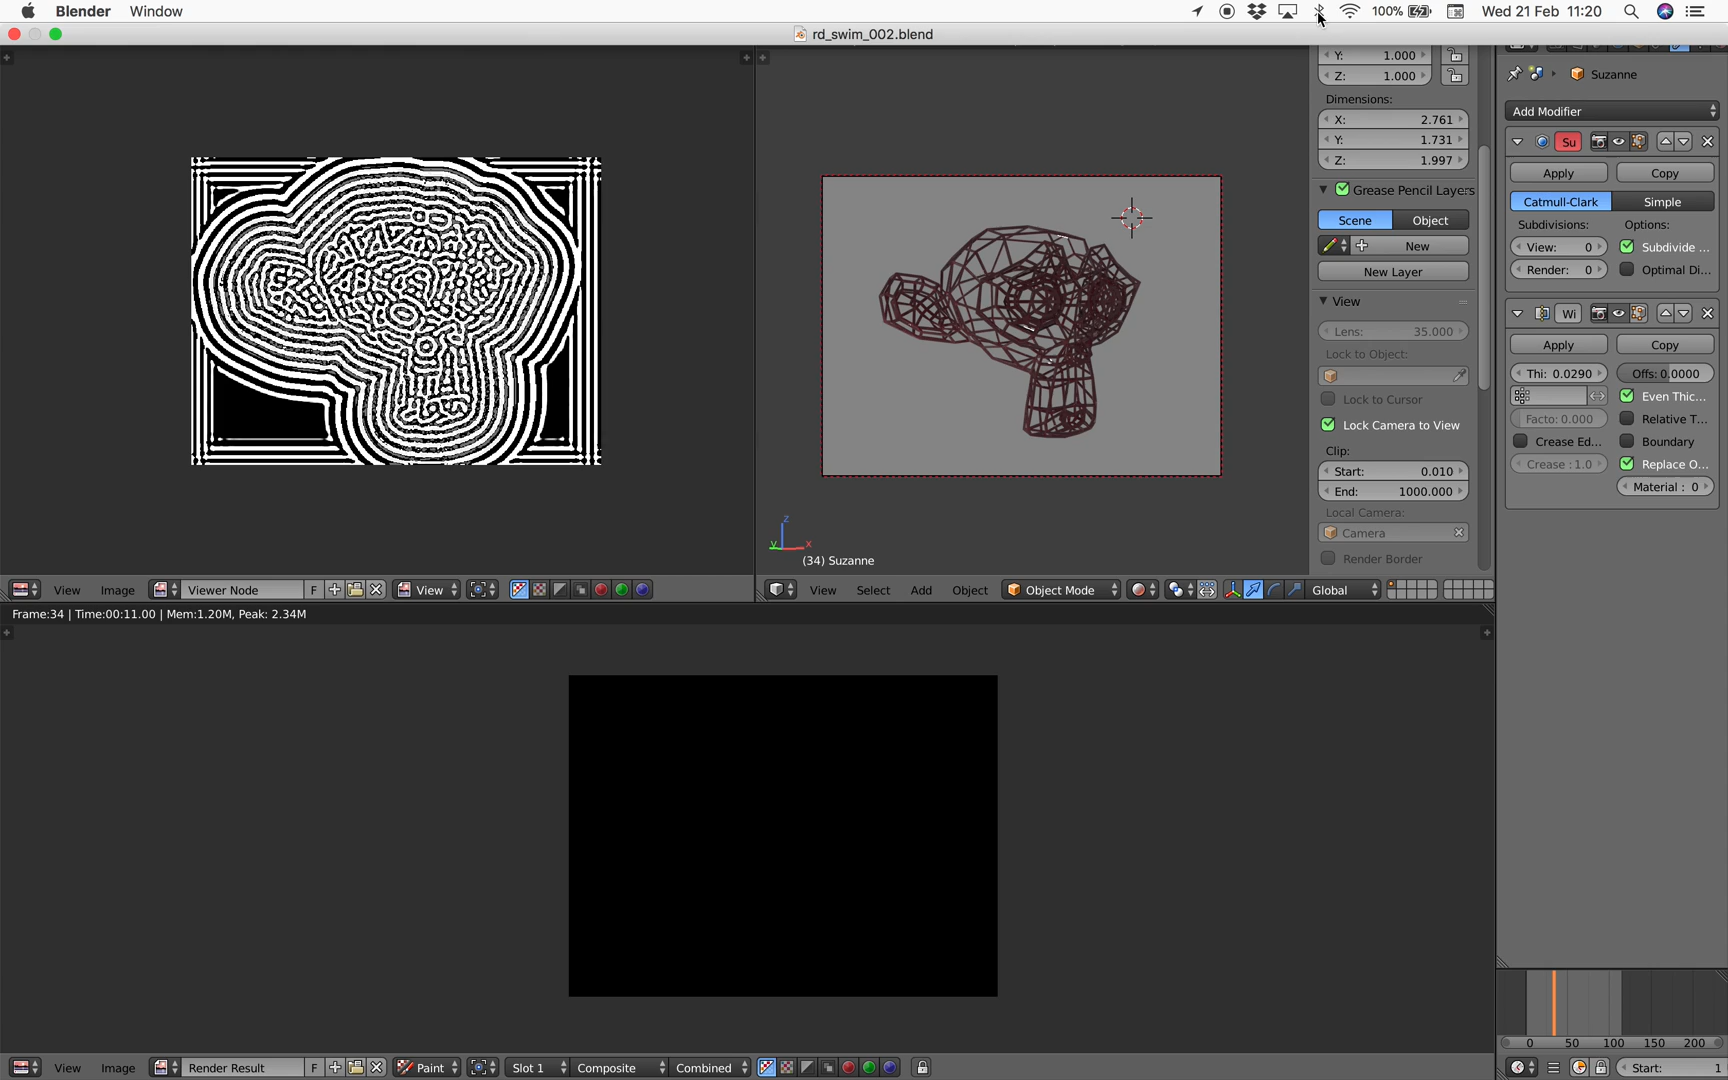 Blender Window 100% Wed 21 Feb 11:20
rd_swim_002.blend
Y: 1.000
Z: 1.000
Dimensions:
X: 2.761
Y: 1.731
Z: 1.997
Grease Pencil Layers
Scene Object
New
New Layer
View
Lens: 35.000
Lock to Object:
Lock to Cursor
Lock Camera to View
Clip:
Start: 0.010
End: 1000.000
Local Camera:
Camera
Render Border
z
y x
(34) Suzanne
Suzanne
Add Modifier
Su
Apply Copy
Catmull-Clark Simple
Subdivisions: Options:
View: 0 Subdivide ...
Render: 0 Optimal Di...
Wi
Apply Copy
Thi: 0.0290 Offs: 0.0000
Even Thic...
Facto: 0.000 Relative T...
Crease Ed... Boundary
Crease : 1.0 Replace O...
Material : 0
View Image Viewer Node F View
View Select Add Object Object Mode Global
Frame:34 | Time:00:11.00 | Mem:1.20M, Peak: 2.34M
0 50 100 150 200
View Image Render Result F Paint Slot 1 Composite Combined
Start: 1